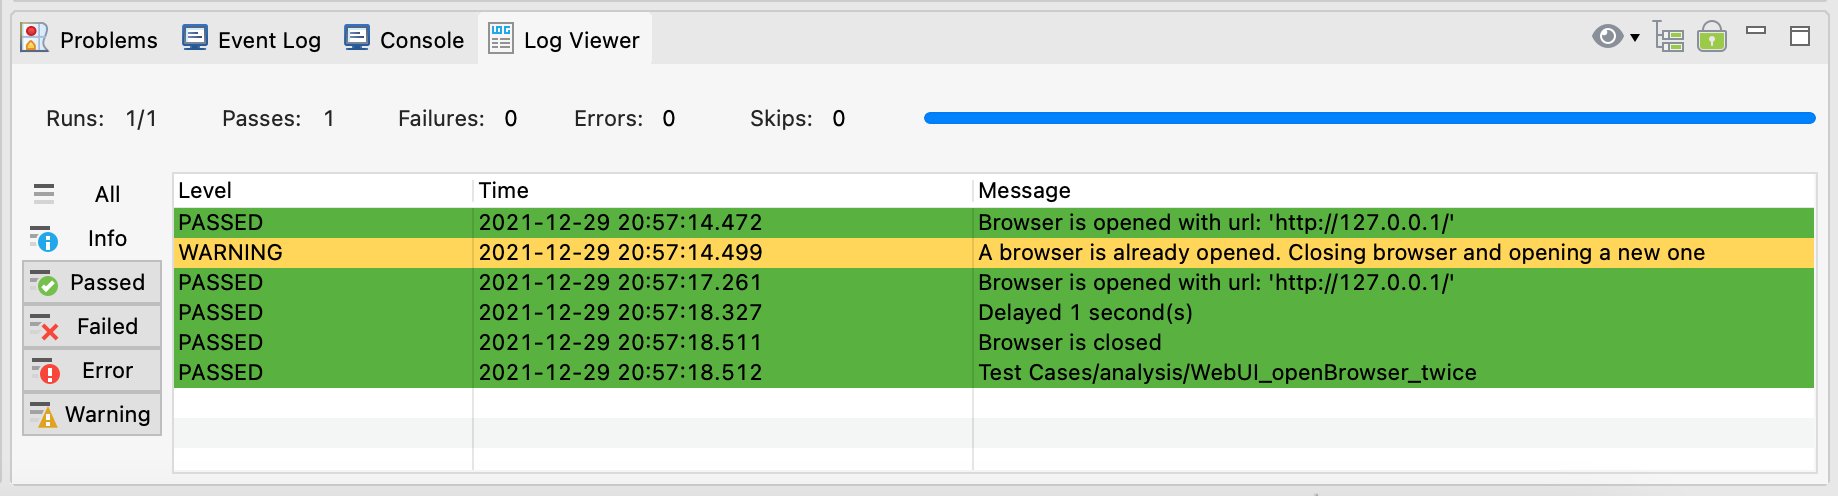 Problems Event Log Console Log Viewer
Runs: 1/1 Passes: 1 Failures: 0 Errors: 0 Skips: 0
All
Info
Passed
Failed
Error
Warning
Level Time Message
PASSED 2021-12-29 20:57:14.472 Browser is opened with url: 'http://127.0.0.1/'
WARNING 2021-12-29 20:57:14.499 A browser is already opened. Closing browser and opening a new one
PASSED 2021-12-29 20:57:17.261 Browser is opened with url: 'http://127.0.0.1/'
PASSED 2021-12-29 20:57:18.327 Delayed 1 second(s)
PASSED 2021-12-29 20:57:18.511 Browser is closed
PASSED 2021-12-29 20:57:18.512 Test Cases/analysis/WebUI_openBrowser_twice